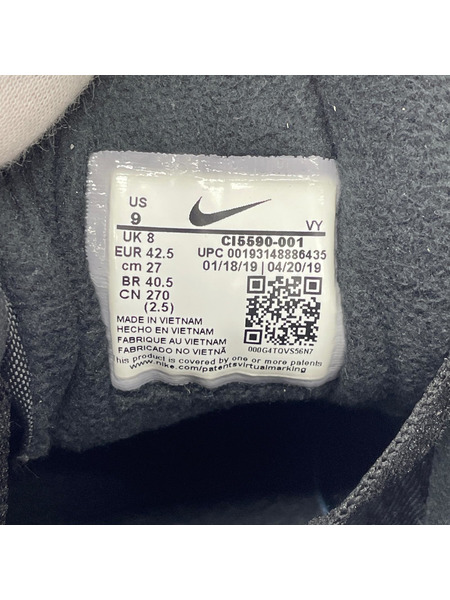 US
9
VY
UK 8
CI5590-001
EUR 42.5
UPC 00193148886435
cm 27
01/18/19 | 04/20/19
BR 40.5
CN 270
(2.5)
MADE IN VIETNAM
HECHO EN VIETNAM
FABRIQUE AU VIETNAM
FABRICADO NO VIETNÃ
000G4TQVS56N7
this product is covered by one or more patents
www.nike.com/patentsvirtualmarking